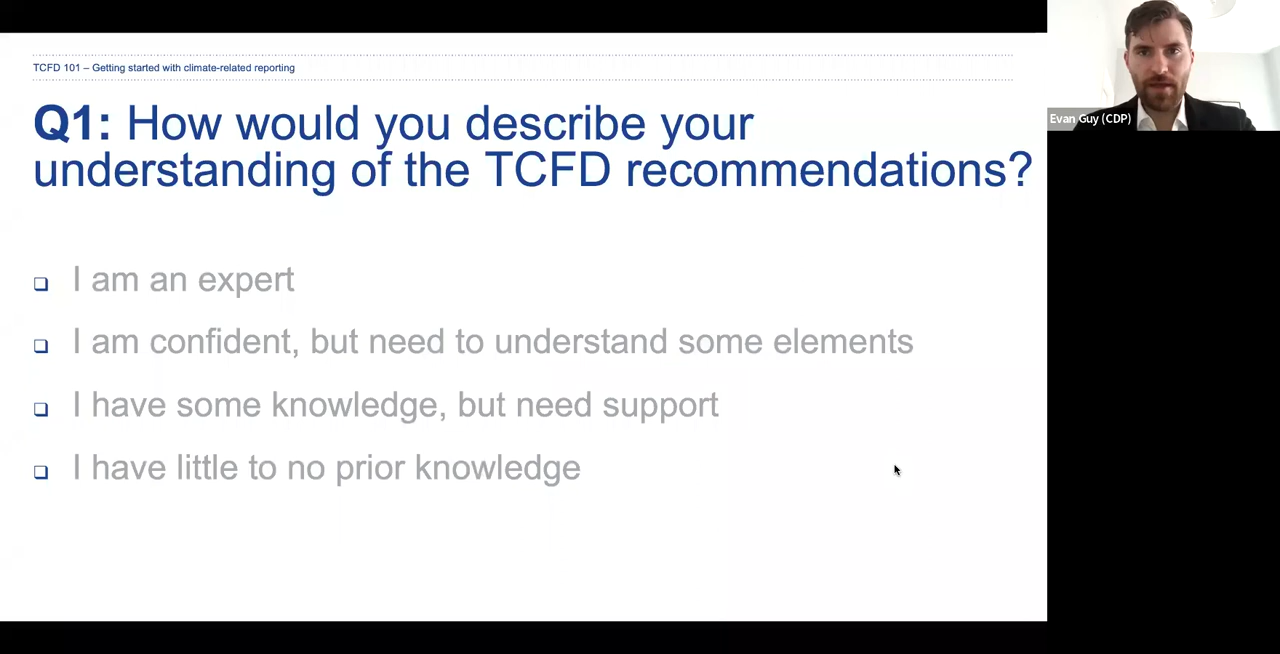 TCFD 101 – Getting started with climate-related reporting
Q1: How would you describe your
understanding of the TCFD recommendations?
I am an expert
I am confident, but need to understand some elements
I have some knowledge, but need support
I have little to no prior knowledge
Evan Guy (CDP)